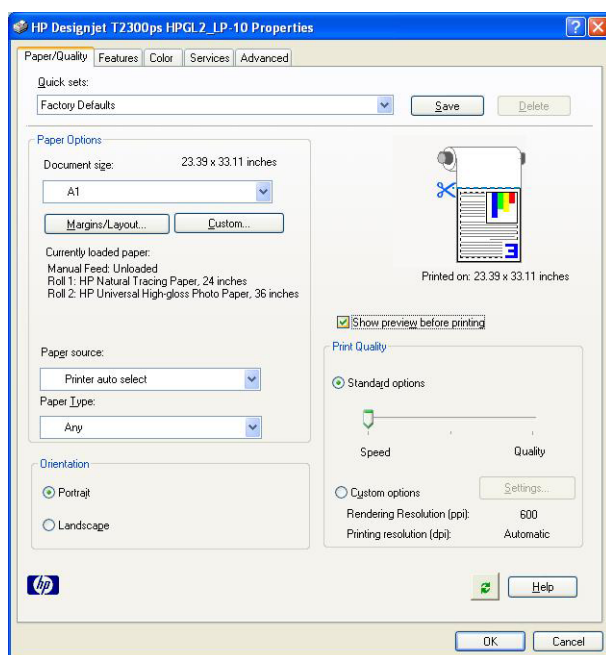 HP Designjet T2300ps HPGL2_LP-10 Properties
Paper/Quality Features Color Services Advanced
Quick sets:
Factory Defaults
Save
Delete
Paper Options
Document size: 23.39 x 33.11 inches
A1
Margins/Layout...
Custom...
Currently loaded paper:
Manual Feed: Unloaded
Roll 1: HP Natural Tracing Paper, 24 inches
Roll 2: HP Universal High-gloss Photo Paper, 36 inches
Paper source:
Printer auto select
Paper Type:
Any
Orientation
Portrait
Landscape
3
Printed on: 23.39 x 33.11 inches
Show preview before printing
Print Quality
Standard options
Speed Quality
Custom options
Settings...
Rendering Resolution (ppi): 600
Printing resolution (dpi): Automatic
hp
Help
OK
Cancel